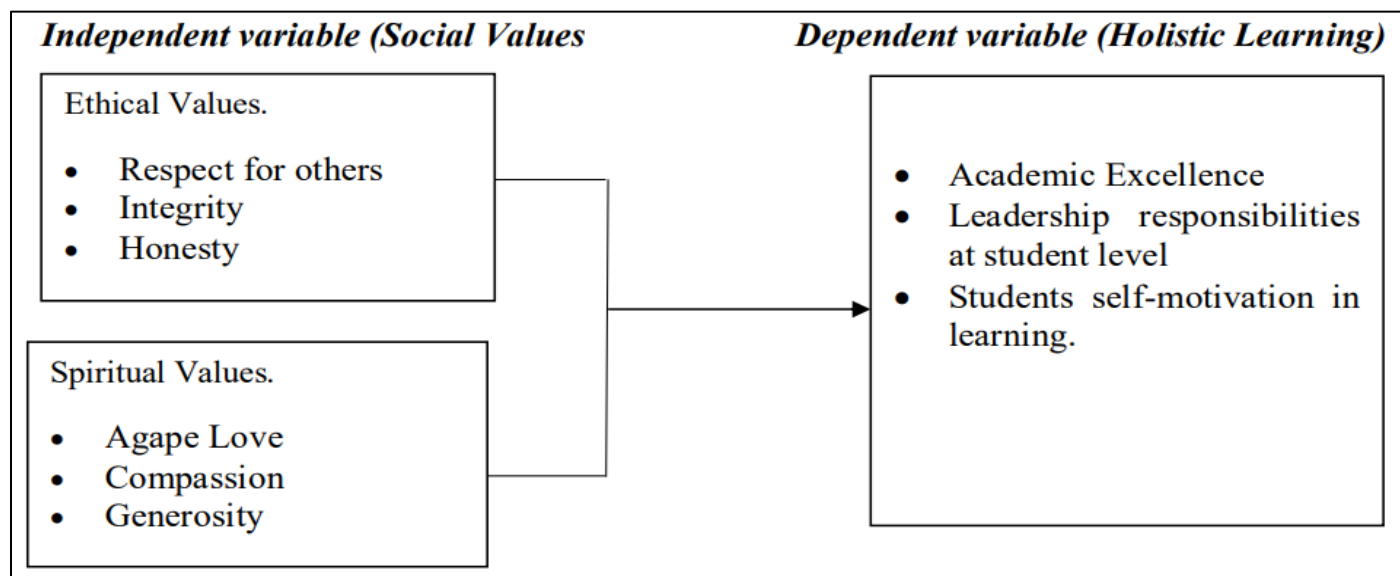 Independent variable (Social Values
Dependent variable (Holistic Learning)
Ethical Values.
• Respect for others
• Integrity
• Honesty
Spiritual Values.
• Agape Love
• Compassion
• Generosity
• Academic Excellence
• Leadership responsibilities
at student level
• Students self-motivation in
learning.